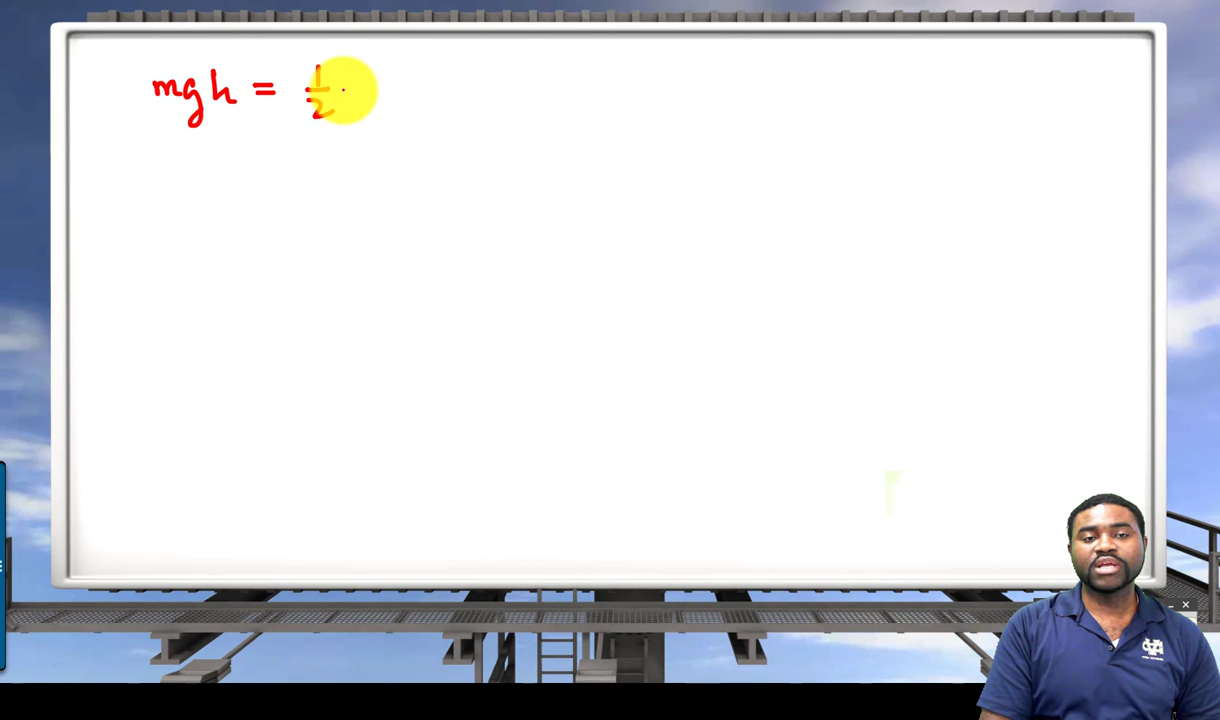 mgh = 1/2